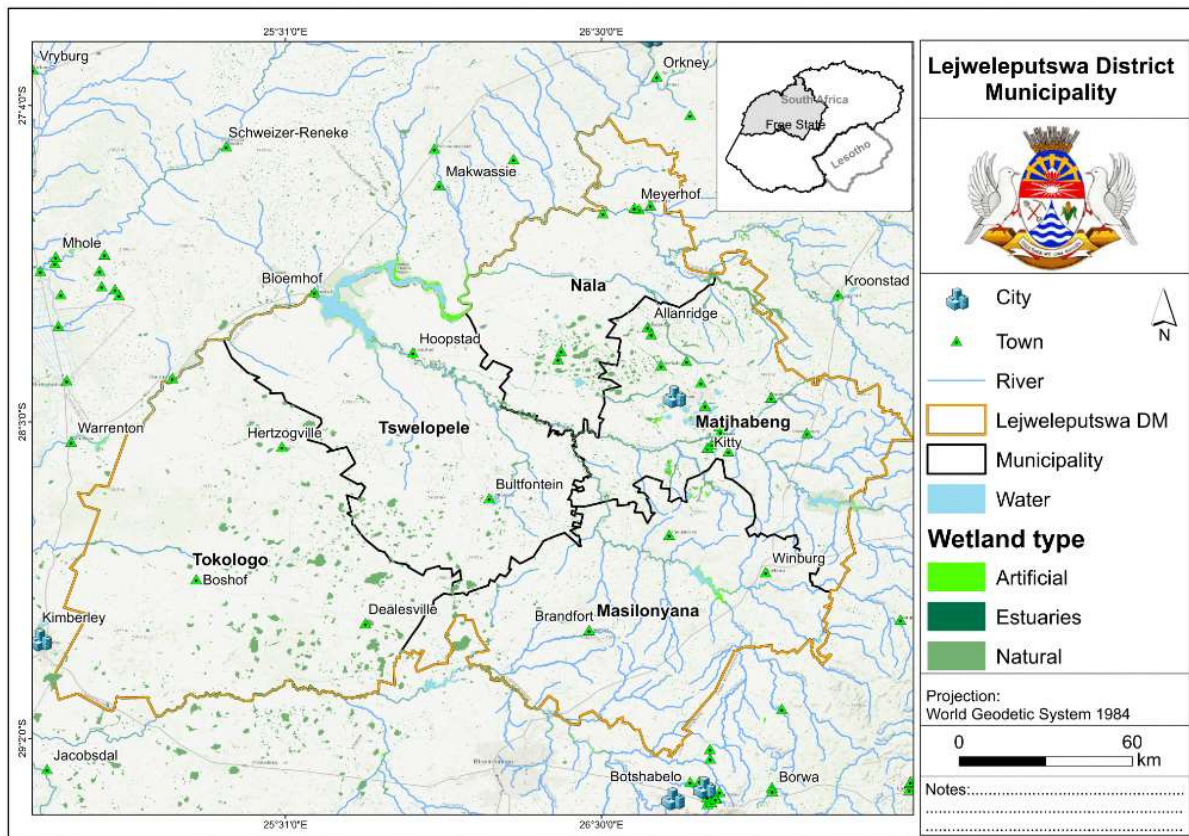 25°31'0"E
26°30'0"E
27°4'0"S
28°3'0"S
29°2'0"S
25°31'0"E
26°30'0"E
Vryburg
Orkney
Schweizer-Reneke
Makwassie
Meyerhof
Mhole
Bloemhof
Kroonstad
Nala
Allanridge
Hoopstad
Warrenton
Hertzogville
Tswelopele
Matjhabeng
Kitty
Bultfontein
Tokologo
Boshof
Winburg
Kimberley
Dealesville
Brandfort
Masilonyana
Jacobsdal
Botshabelo
Borwa
South Africa
Free State
Lesotho
Lejweleputswa District
Municipality
City
N
Town
River
Lejweleputswa DM
Municipality
Water
Wetland type
Artificial
Estuaries
Natural
Projection:
World Geodetic System 1984
0 60
km
Notes: